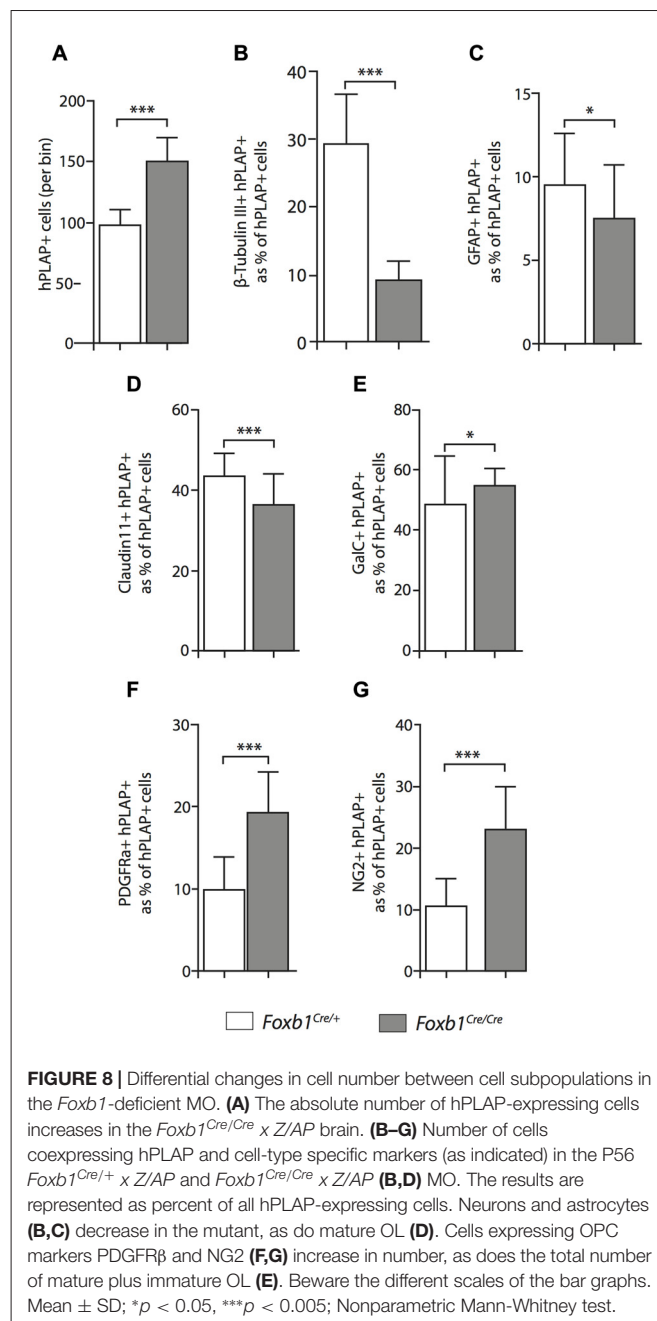 A
B
C
hPLAP+ cells (per bin)
200
150
100
50
0
***
β-Tubulin III+ hPLAP+
as % of hPLAP+ cells
40
30
20
10
0
***
GFAP+ hPLAP+
as % of hPLAP+ cells
15
10
5
0
*
D
E
Claudin11+ hPLAP+
as % of hPLAP+ cells
60
40
20
0
***
GalC+ hPLAP+
as % of hPLAP+ cells
80
60
40
20
0
*
F
G
PDGFRa+ hPLAP+
as % of hPLAP+ cells
30
20
10
0
***
NG2+ hPLAP+
as % of hPLAP+ cells
40
30
20
10
0
***
Foxb1Cre/+
Foxb1Cre/Cre
FIGURE 8 | Differential changes in cell number between cell subpopulations in
the Foxb1-deficient MO. (A) The absolute number of hPLAP-expressing cells
increases in the Foxb1Cre/Cre x Z/AP brain. (B–G) Number of cells
coexpressing hPLAP and cell-type specific markers (as indicated) in the P56
Foxb1Cre/+ x Z/AP and Foxb1Cre/Cre x Z/AP (B,D) MO. The results are
represented as percent of all hPLAP-expressing cells. Neurons and astrocytes
(B,C) decrease in the mutant, as do mature OL (D). Cells expressing OPC
markers PDGFRβ and NG2 (F,G) increase in number, as does the total number
of mature plus immature OL (E). Beware the different scales of the bar graphs.
Mean ± SD; *p < 0.05, ***p < 0.005; Nonparametric Mann-Whitney test.